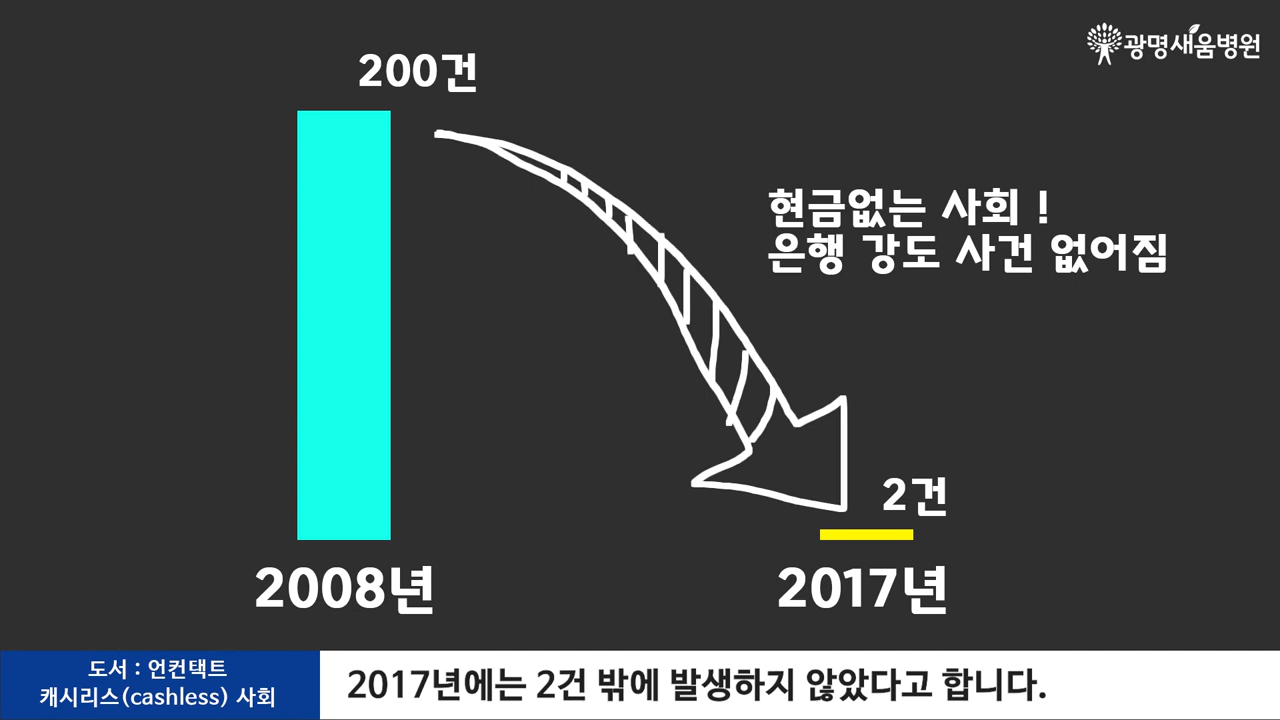 광명새움병원
200건
현금없는 사회 !
은행 강도 사건 없어짐
2건
2008년
2017년
도서 : 언컨택트
캐시리스(cashless) 사회
2017년에는 2건 밖에 발생하지 않았다고 합니다.